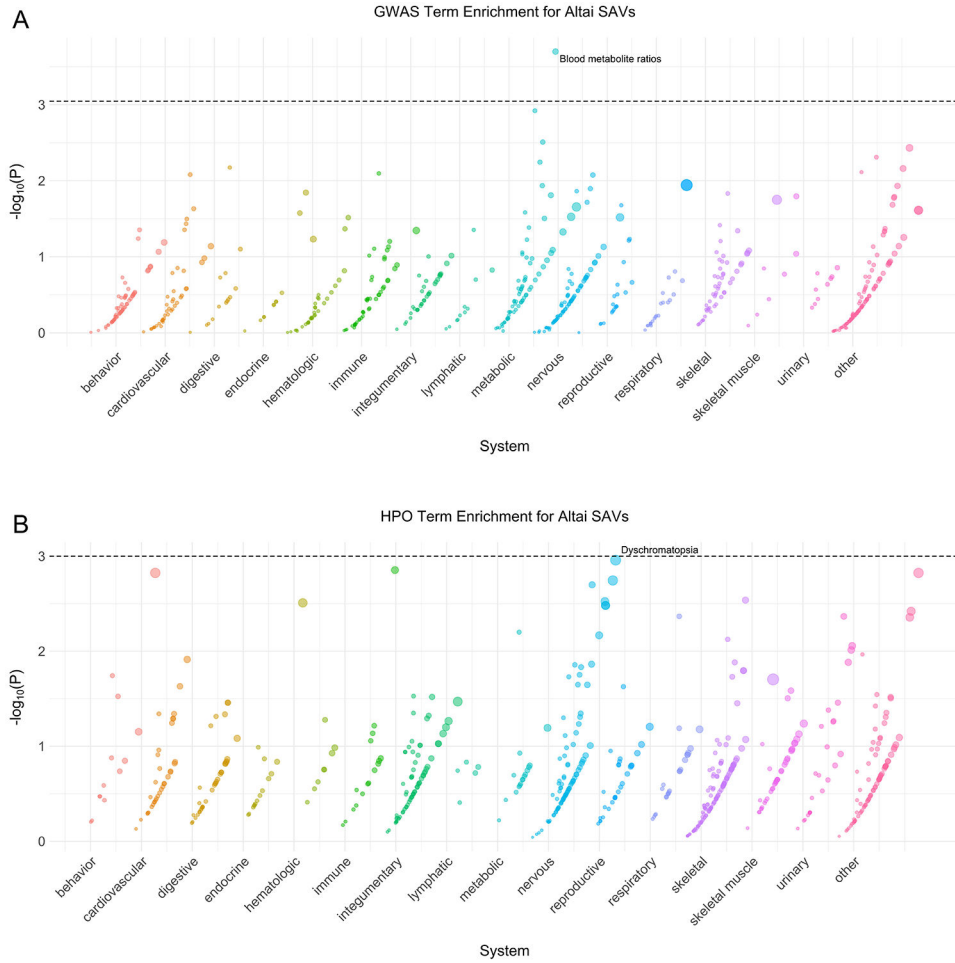 A
GWAS Term Enrichment for Altai SAVs
Blood metabolite ratios
3
2
1
0
-log10(P)
behavior
cardiovascular
digestive
endocrine
hematologic
immune
integumentary
lymphatic
metabolic
nervous
reproductive
respiratory
skeletal
skeletal muscle
urinary
other
System
B
HPO Term Enrichment for Altai SAVs
Dyschromatopsia
3
2
1
0
-log10(P)
behavior
cardiovascular
digestive
endocrine
hematologic
immune
integumentary
lymphatic
metabolic
nervous
reproductive
respiratory
skeletal
skeletal muscle
urinary
other
System